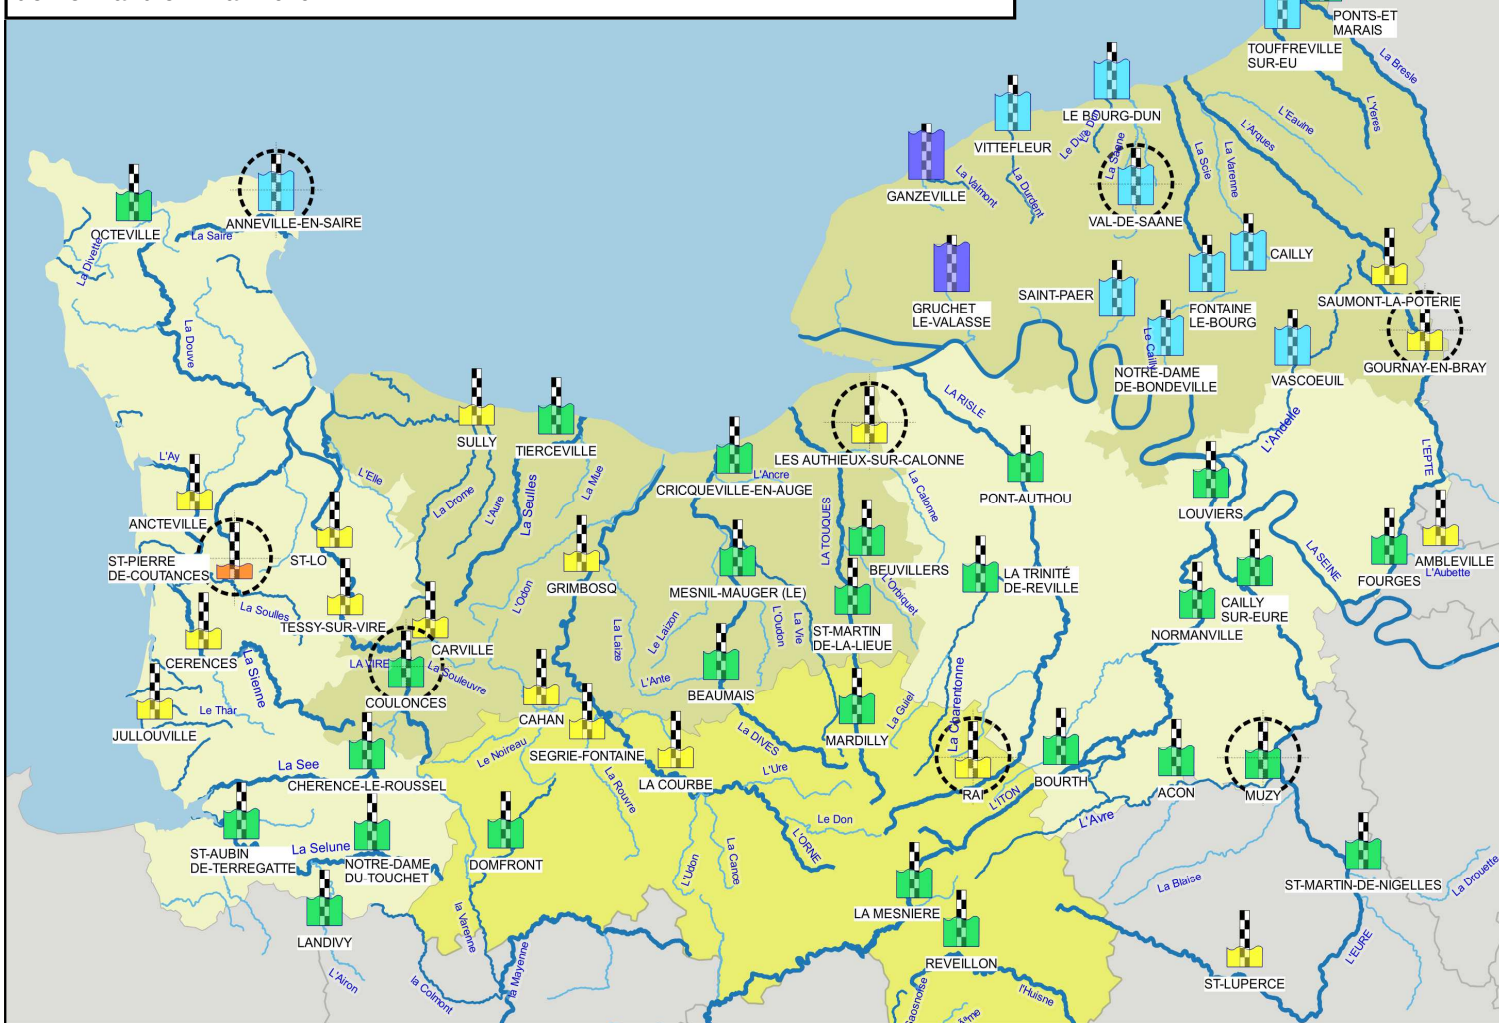 PONTS-ET
MARAIS
TOUFFREVILLE
SUR-EU
La Bresle
L'Yeres
L'Eaulne
L'Arques
La Varenne
La Scie
LE BOURG-DUN
Le Dun
La Saane
VITTEFLEUR
La Durdent
La Valmont
GANZEVILLE
VAL-DE-SAANE
OCTEVILLE
ANNEVILLE-EN-SAIRE
La Saire
La Divette
La Douve
CAILLY
SAINT-PAER
FONTAINE
LE-BOURG
SAUMONT-LA-POTERIE
GRUCHET
LE-VALASSE
Le Cailly
NOTRE-DAME
DE-BONDEVILLE
VASCOEUIL
GOURNAY-EN-BRAY
LA RISLE
L'Andelle
L'EPTE
SULLY
TIERCEVILLE
LES AUTHIEUX-SUR-CALONNE
L'Ay
L'Elle
La Drome
L'Aure
La Seulles
La Mue
CRICQUEVILLE-EN-AUGE
L'Ancre
LA TOUQUES
La Calonne
PONT-AUTHOU
LOUVIERS
ANCTEVILLE
ST-PIERRE
DE-COUTANCES
ST-LO
GRIMBOSQ
MESNIL-MAUGER (LE)
BEUVILLERS
L'Orbiquet
LA TRINITÉ
DE-REVILLE
LA SEINE
FOURGES
AMBLEVILLE
L'Aubette
La Soulles
TESSY-SUR-VIRE
L'Odon
La Laize
Le Laizon
L'Oudon
La Vie
ST-MARTIN
DE-LA-LIEUE
CAILLY
SUR-EURE
NORMANVILLE
CERENCES
La Sienne
LA VIRE
CARVILLE
La Souleuvre
COULONCES
L'Ante
BEAUMAIS
La Guiel
La Charentonne
JULLOUVILLE
Le Thar
CAHAN
SEGRIE-FONTAINE
La DIVES
MARDILLY
La See
CHERENCE-LE-ROUSSEL
Le Noireau
La Rouvre
LA COURBE
L'Ure
RAI
L'ITON
BOURTH
ACON
MUZY
L'Avre
Le Don
L'ORNE
ST-AUBIN
DE-TERREGATTE
La Selune
NOTRE-DAME
DU-TOUCHET
DOMFRONT
L'Udon
La Cance
La Blaise
ST-MARTIN-DE-NIGELLES
La Drouette
LANDIVY
la Varenne
LA MESNIERE
L'Airon
la Colmont
la Mayenne
REVEILLON
l'Huisne
L'EURE
ST-LUPERCE